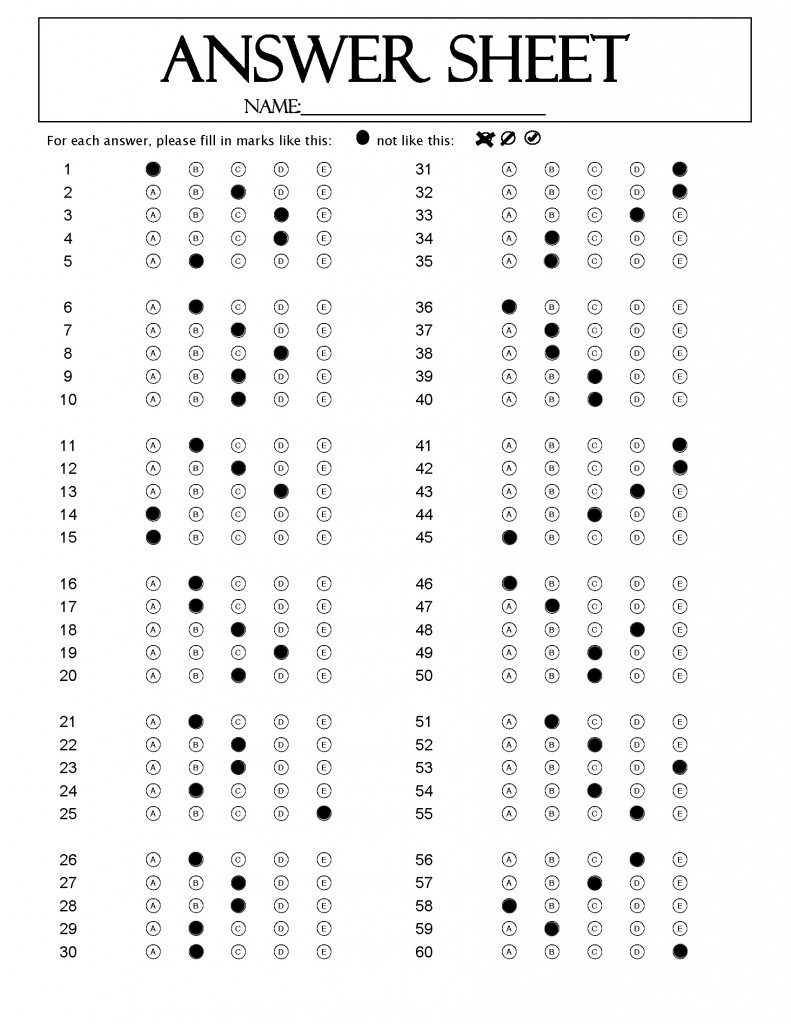 ANSWER SHEET
NAME:
For each answer, please fill in marks like this: not like this:
1 B C D E 31 A B C D
2 A B D E 32 A B C D
3 A B C E 33 A B C E
4 A B C E 34 A C D E
5 A C D E 35 A C D E
6 A C D E 36 B C D E
7 A B D E 37 A C D E
8 A B C E 38 A C D E
9 A B D E 39 A B D E
10 A B D E 40 A B D E
11 A C D E 41 A B C D
12 A B D E 42 A B C D
13 A B C E 43 A B C E
14 B C D E 44 A B D E
15 B C D E 45 B C D E
16 A C D E 46 B C D E
17 A C D E 47 A C D E
18 A B D E 48 A B C E
19 A B C E 49 A B D E
20 A B D E 50 A B D E
21 A C D E 51 A C D E
22 A B D E 52 A B D E
23 A B D E 53 A B C D
24 A C D E 54 A B D E
25 A B C D 55 A B C E
26 A C D E 56 A B C E
27 A B D E 57 A B D E
28 A B D E 58 B C D E
29 A C D E 59 A C D E
30 A C D E 60 A B C D